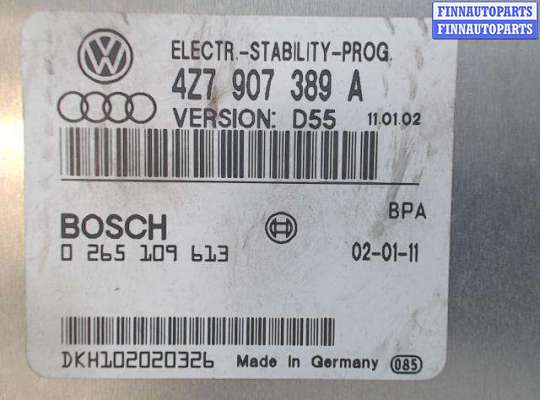 FINNAUTOPARTS
FINNAUTOPARTS
ELECTR.-STABILITY-PROG.
4Z7 907 389 A
VERSION: D55 11.01.02
BPA
BOSCH
0 265 109 613 02-01-11
DKH102020326 Made in Germany 085